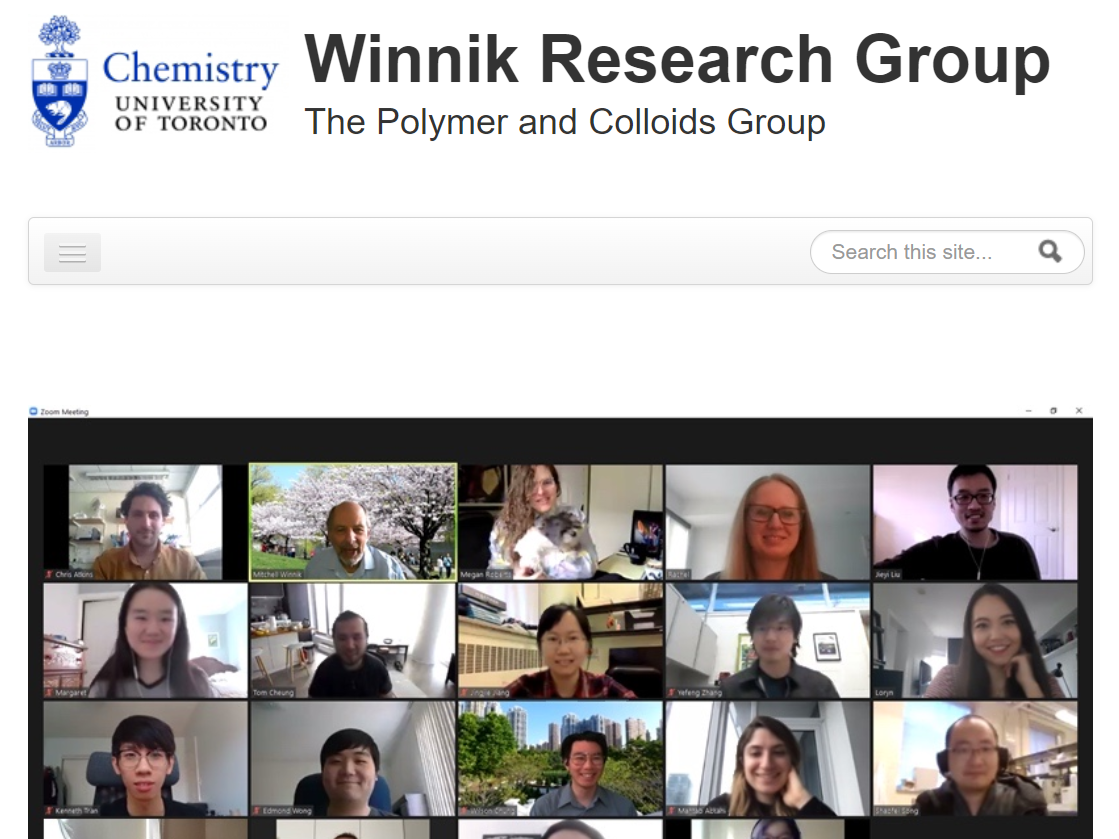 Chemistry
UNIVERSITY
OF TORONTO
Winnik Research Group
The Polymer and Colloids Group
Search this site...
Zoom Meeting
Chris Atkins
Mitchell Winnik
Megan Roberts
Rachel
Jieyi Liu
Margaret
Tom Cheung
Jingjie Jiang
Yefeng Zhang
Loryn
Kenneth Tran
Edmond Wong
Wilson Chung
Mahtab
Song